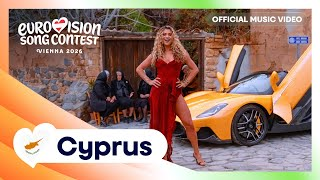 EUROVISION
SONG CONTEST
VIENNA 2026
OFFICIAL MUSIC VIDEO
Cyprus